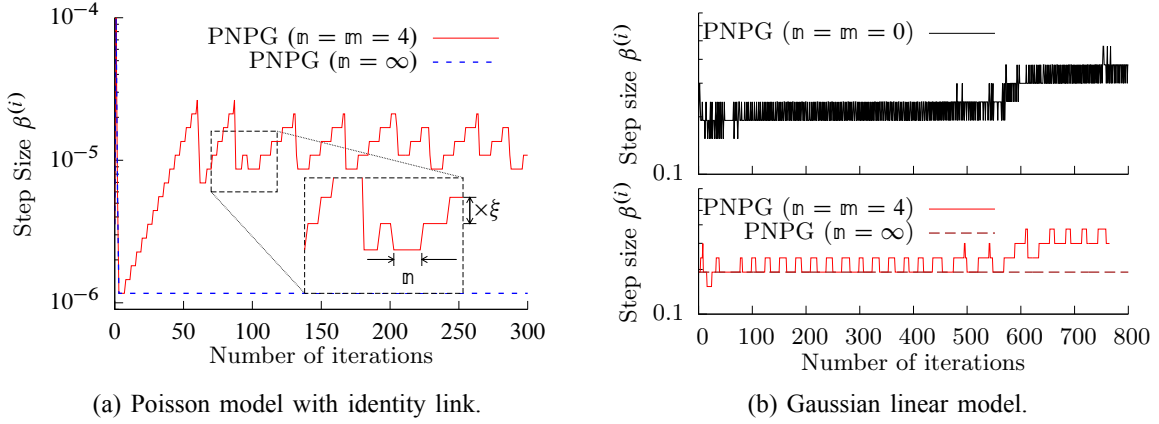 10⁻⁴
10⁻⁵
10⁻⁶
Step Size β⁽ⁱ⁾
PNPG (𝕟 = 𝕞 = 4)
PNPG (𝕟 = ∞)
×ξ
𝕟
0 50 100 150 200 250 300
Number of iterations
(a) Poisson model with identity link.
Step size β⁽ⁱ⁾
PNPG (𝕟 = 𝕞 = 0)
0.1
Step size β⁽ⁱ⁾
PNPG (𝕟 = 𝕞 = 4)
PNPG (𝕟 = ∞)
0.1
0 100 200 300 400 500 600 700 800
Number of iterations
(b) Gaussian linear model.